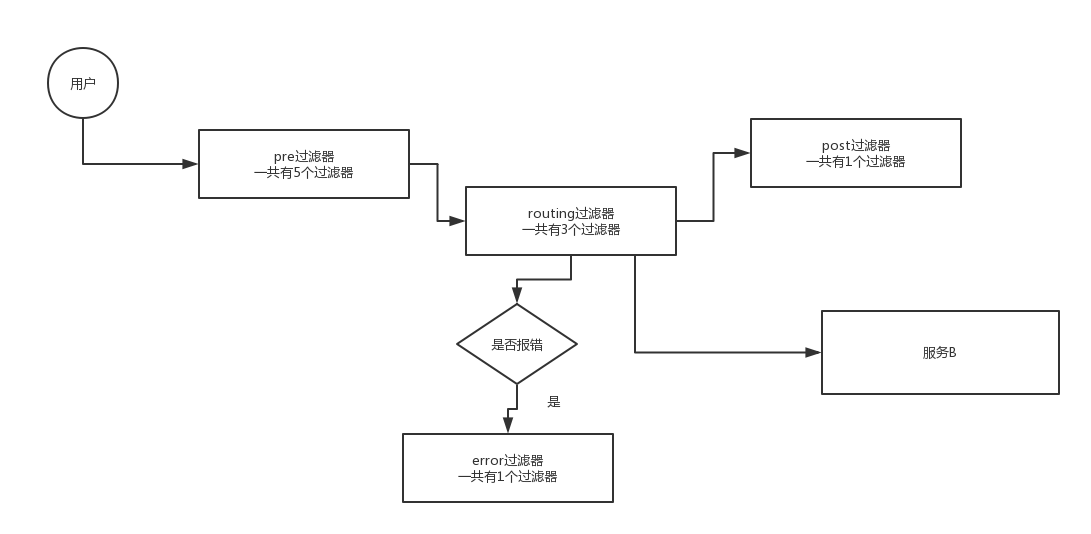 用户
pre过滤器
一共有5个过滤器
routing过滤器
一共有3个过滤器
post过滤器
一共有1个过滤器
是否报错
服务B
是
error过滤器
一共有1个过滤器